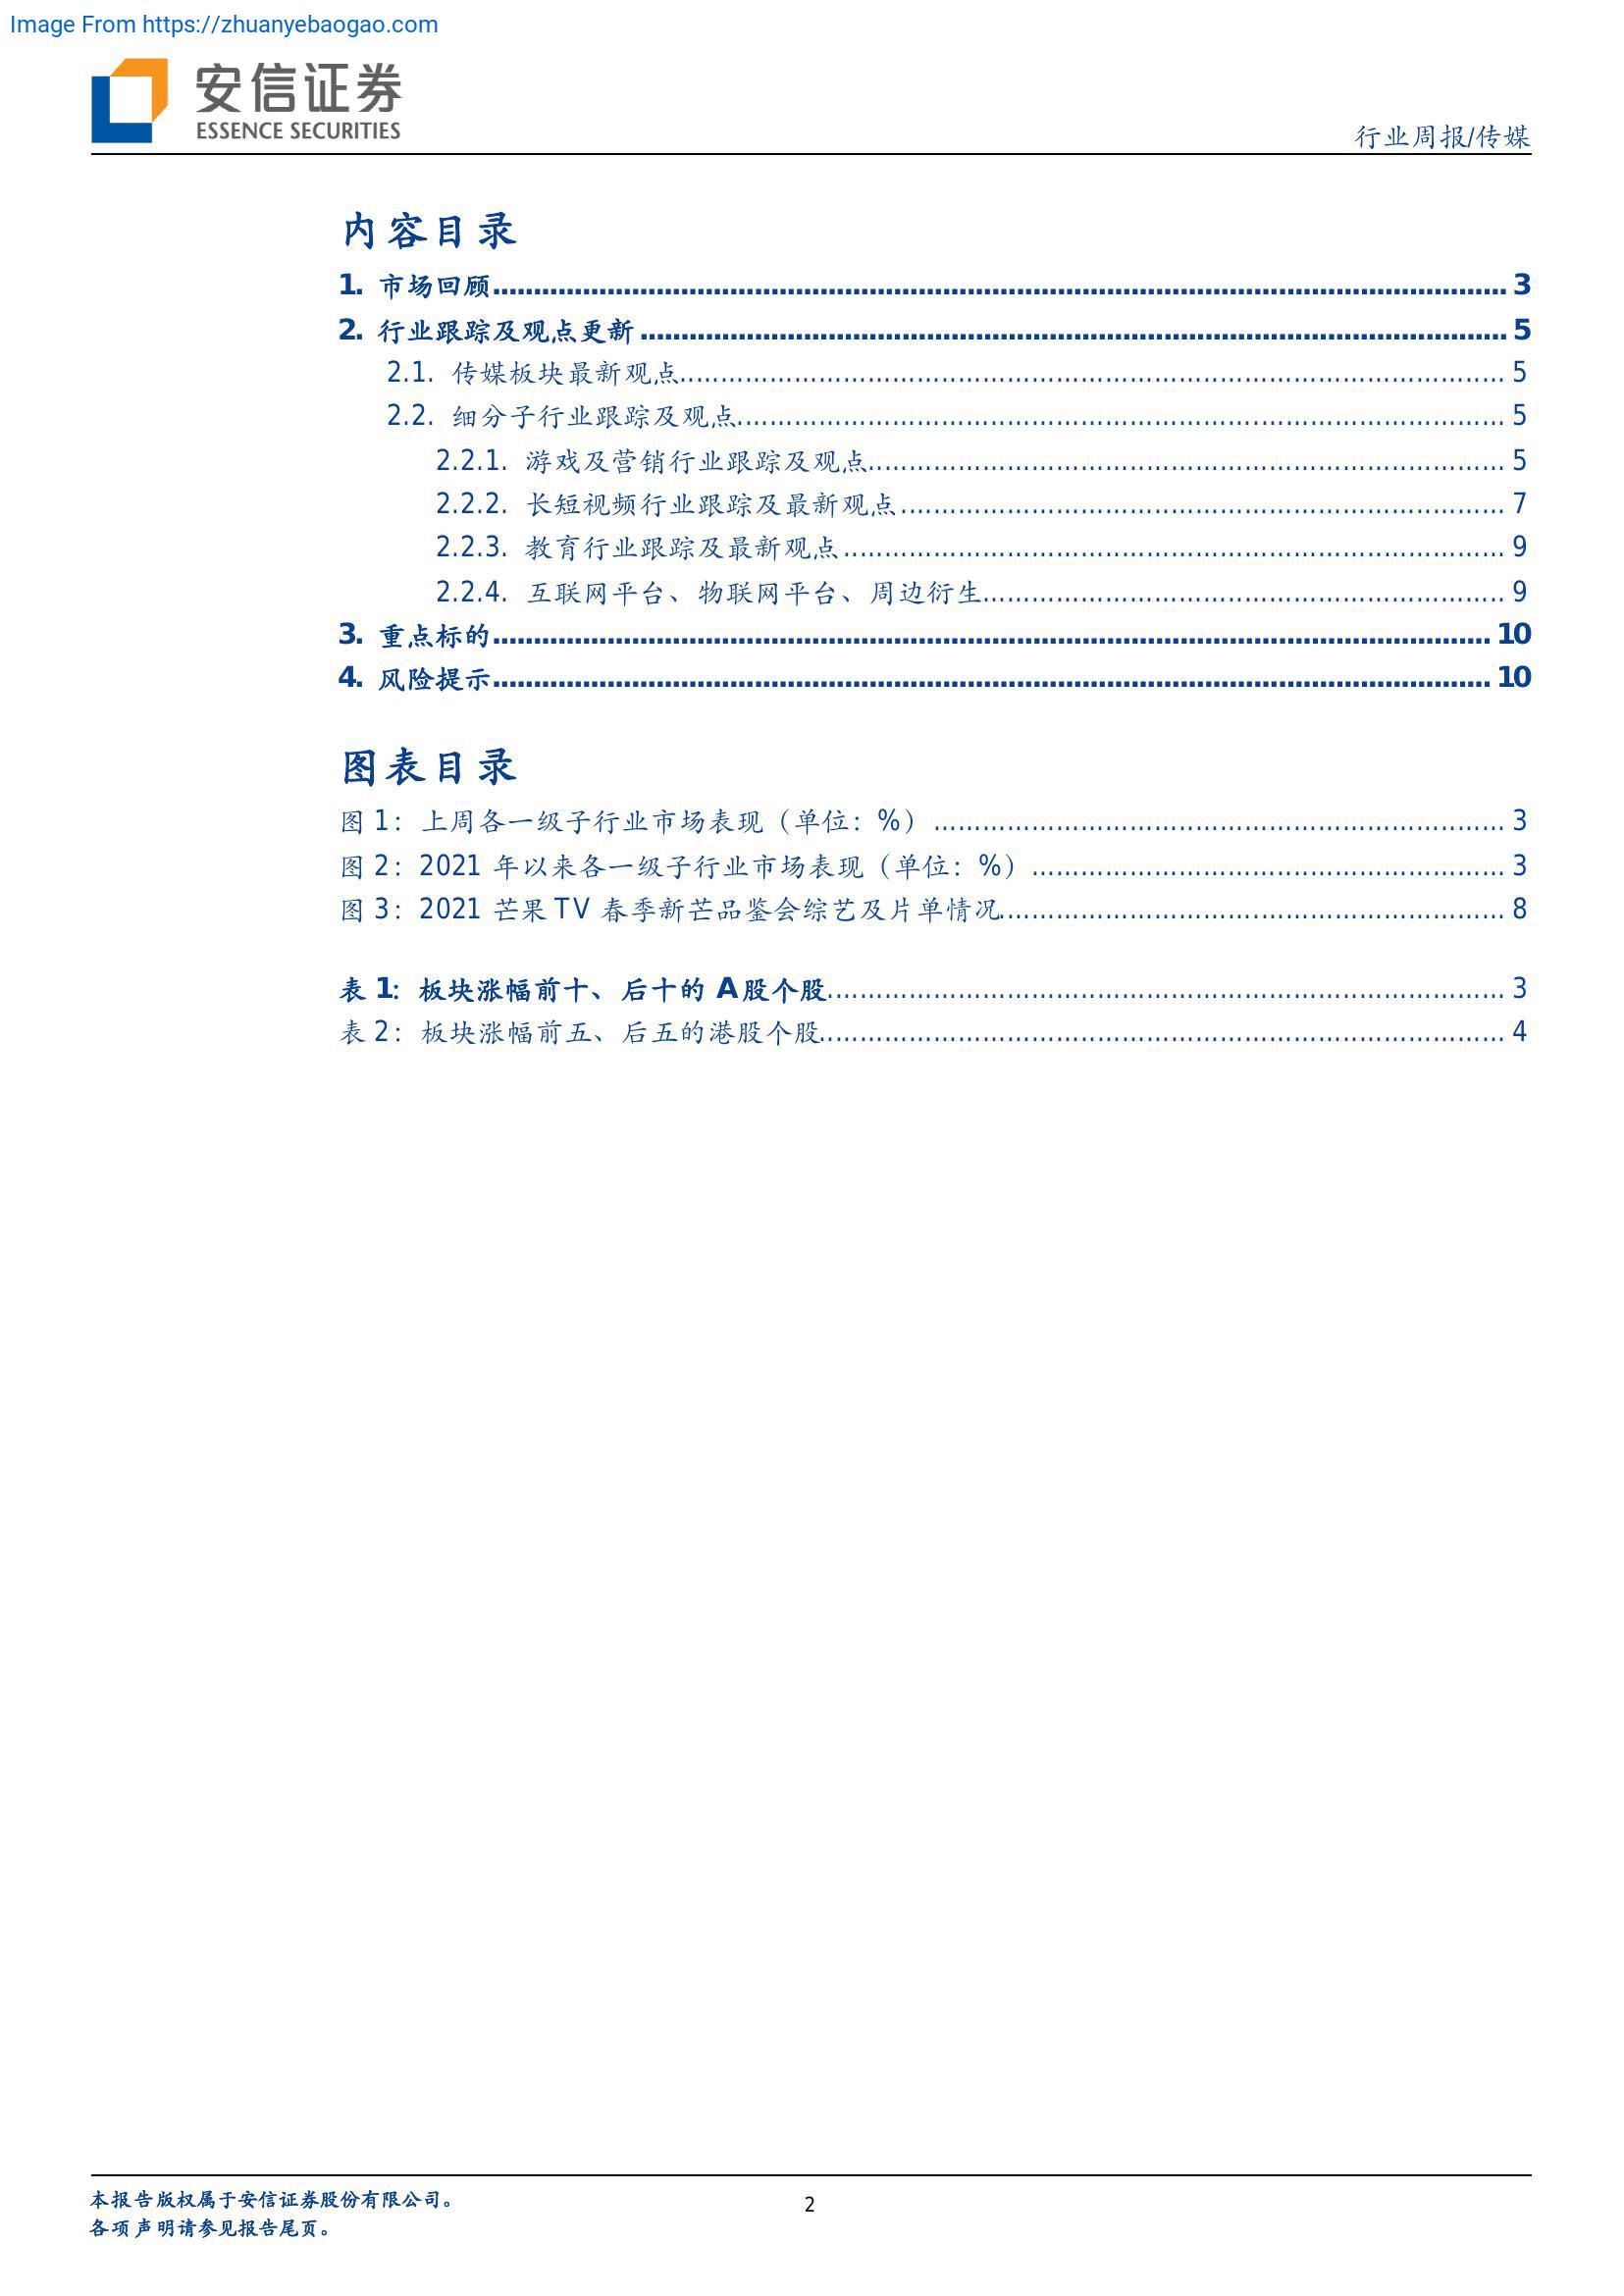 Image From https://zhuanyebaogao.com
安信证券
ESSENCE SECURITIES
行业周报/传媒
内容目录
1. 市场回顾 3
2. 行业跟踪及观点更新 5
2.1. 传媒板块最新观点 5
2.2. 细分子行业跟踪及观点 5
2.2.1. 游戏及营销行业跟踪及观点 5
2.2.2. 长短视频行业跟踪及最新观点 7
2.2.3. 教育行业跟踪及最新观点 9
2.2.4. 互联网平台、物联网平台、周边衍生 9
3. 重点标的 10
4. 风险提示 10
图表目录
图 1：上周各一级子行业市场表现（单位：%） 3
图 2：2021 年以来各一级子行业市场表现（单位：%） 3
图 3：2021 芒果 TV 春季新芒品鉴会综艺及片单情况 8
表 1：板块涨幅前十、后十的 A股个股 3
表 2：板块涨幅前五、后五的港股个股 4
本报告版权属于安信证券股份有限公司。
各项声明请参见报告尾页。
2